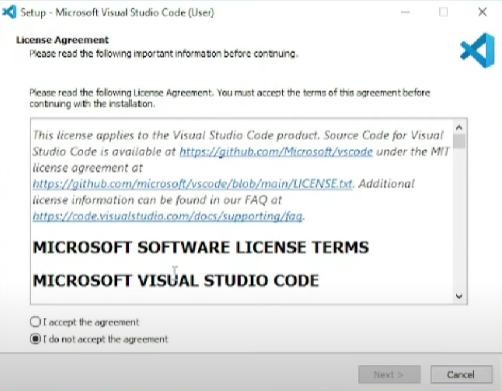 Setup - Microsoft Visual Studio Code (User)
License Agreement
Please read the following important information before continuing.
Please read the following License Agreement. You must accept the terms of this agreement before
continuing with the installation.
This license applies to the Visual Studio Code product. Source Code for Visual
Studio Code is available at https://github.com/Microsoft/vscode under the MIT
license agreement at
https://github.com/microsoft/vscode/blob/main/LICENSE.txt. Additional
license information can be found in our FAQ at
https://code.visualstudio.com/docs/supporting/faq.
MICROSOFT SOFTWARE LICENSE TERMS
MICROSOFT VISUAL STUDIO CODE
I accept the agreement
I do not accept the agreement
Next > Cancel